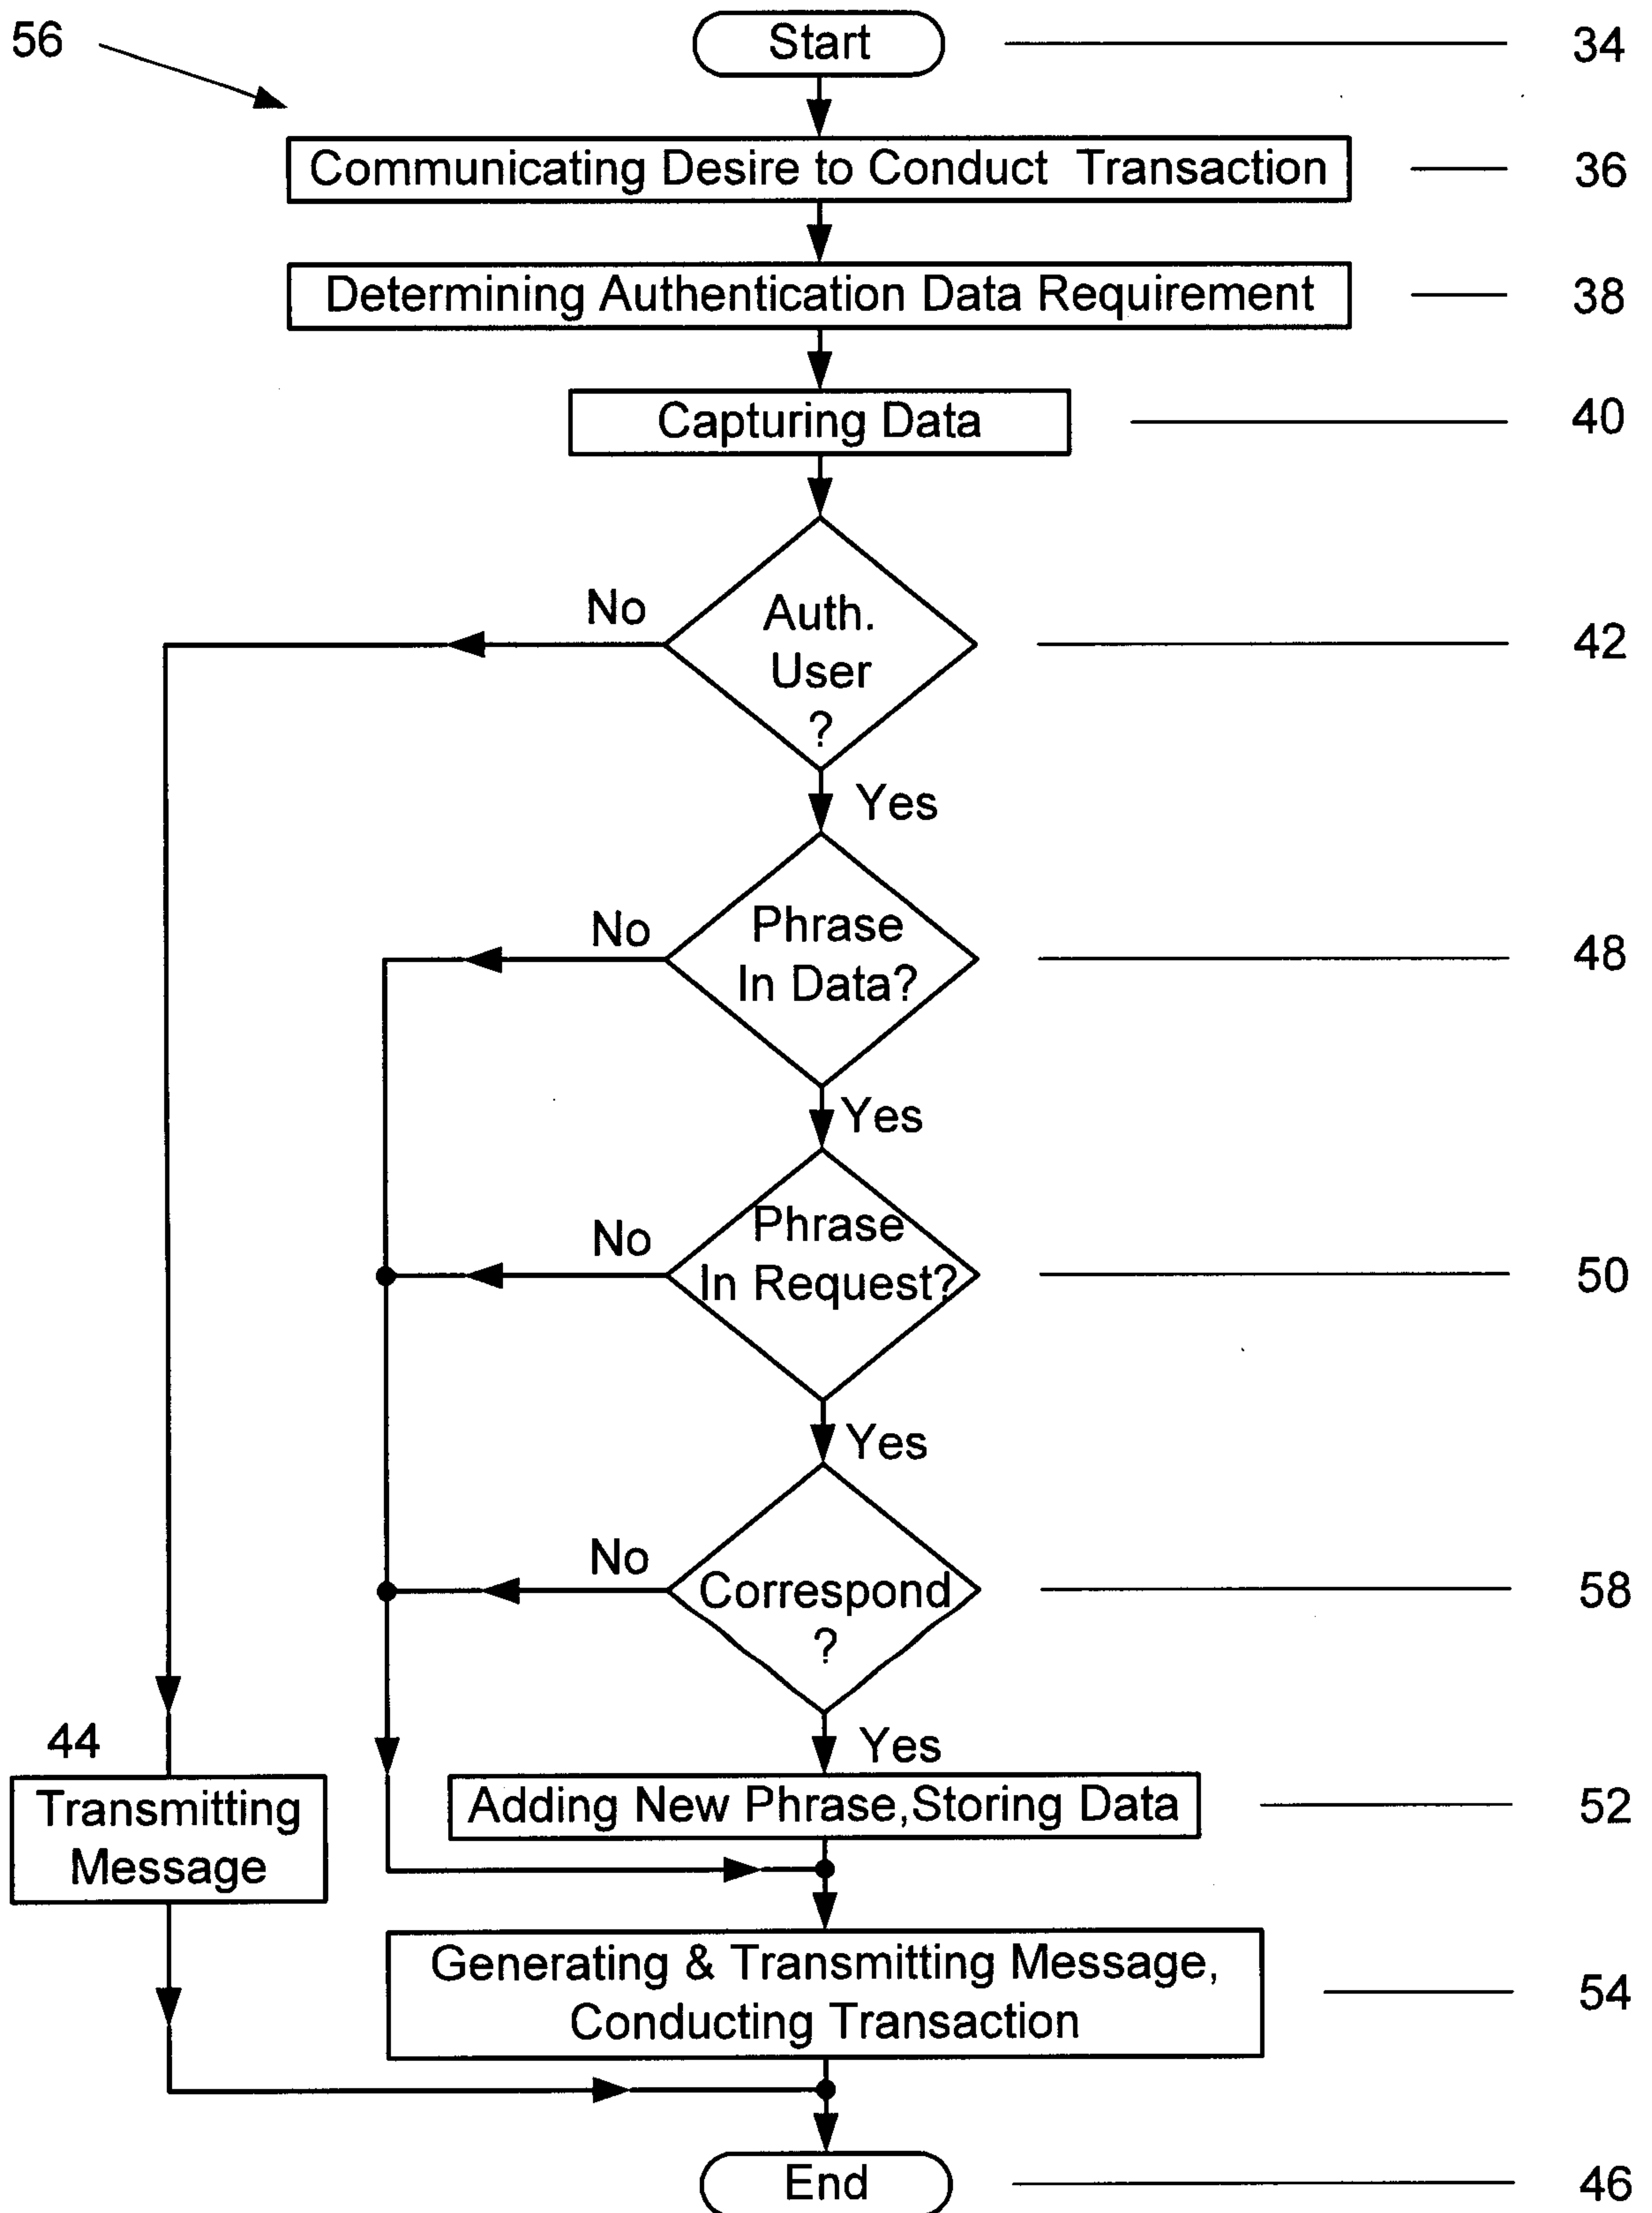 56
Start
34
Communicating Desire to Conduct Transaction
36
Determining Authentication Data Requirement
38
Capturing Data
40
No
Auth.
User
?
42
Yes
No
Phrase
In Data?
48
Yes
No
Phrase
In Request?
50
Yes
No
Correspond
?
58
Yes
44
Transmitting
Message
Adding New Phrase,Storing Data
52
Generating & Transmitting Message,
Conducting Transaction
54
End
46